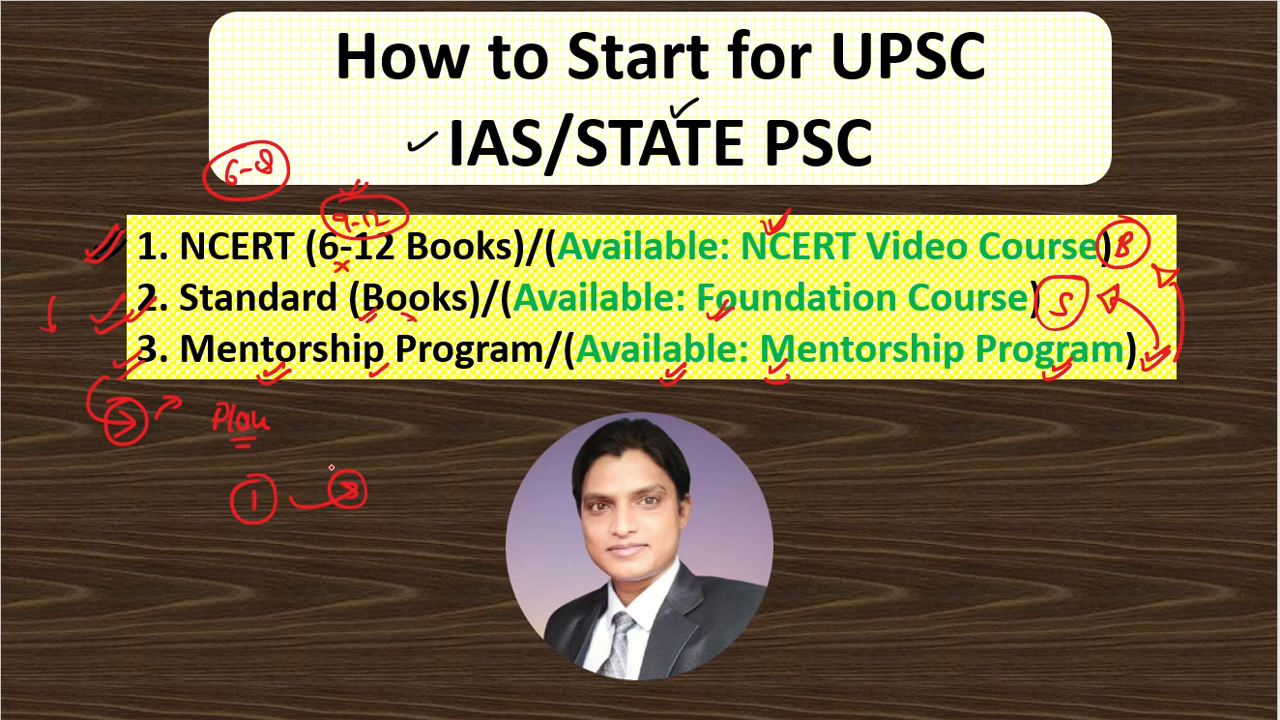 How to Start for UPSC
IAS/STATE PSC
6-8
9-12
1. NCERT (6-12 Books)/(Available: NCERT Video Course)
B
2. Standard (Books)/(Available: Foundation Course)
S
3. Mentorship Program/(Available: Mentorship Program)
Plan
1